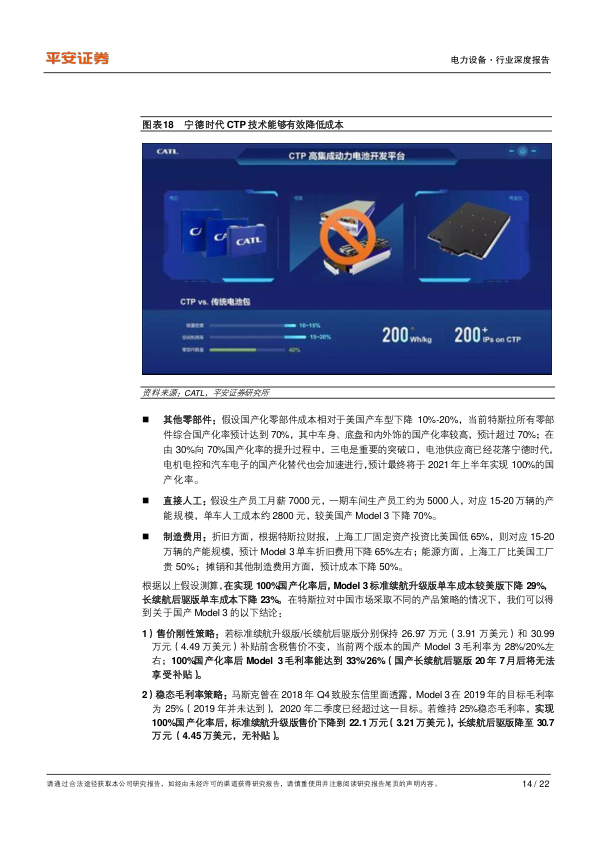 平安证券
电力设备·行业深度报告
图表18 宁德时代 CTP 技术能够有效降低成本
CATL
CTP 高集成动力电池开发平台
CATL
CTP vs. 传统电池包
10~15%
15~20%
40%
200+ Wh/kg
200+ IPs on CTP
资料来源：CATL，平安证券研究所
■ 其他零部件：假设国产化零部件成本相对于美国产车型下降 10%-20%，当前特斯拉所有零部
件综合国产化率预计达到 70%，其中车身、底盘和内外饰的国产化率较高，预计超过 70%；在
由 30%向 70%国产化率的提升过程中，三电是重要的突破口，电池供应商已经花落宁德时代，
电机电控和汽车电子的国产化替代也会加速进行，预计最终将于 2021 年上半年实现 100%的国
产化率。
■ 直接人工：假设生产员工月薪 7000 元，一期车间生产员工约为 5000 人，对应 15-20 万辆的产
能规模，单车人工成本约 2800 元，较美国产 Model 3 下降 70%。
■ 制造费用：折旧方面，根据特斯拉财报，上海工厂固定资产投资比美国低 65%，则对应 15-20
万辆的产能规模，预计 Model 3 单车折旧费用下降 65%左右；能源方面，上海工厂比美国工厂
贵 50%；摊销和其他制造费用方面，预计成本下降 50%。
根据以上假设测算，在实现 100%国产化率后，Model 3 标准续航升级版单车成本较美版下降 29%，
长续航后驱版单车成本下降 23%。在特斯拉对中国市场采取不同的产品策略的情况下，我们可以得
到关于国产 Model 3 的以下结论：
1）售价刚性策略：若标准续航升级版/长续航后驱版分别保持 26.97 万元（3.91 万美元）和 30.99
万元（4.49 万美元）补贴前含税售价不变，当前两个版本的国产 Model 3 毛利率为 28%/20%左
右；100%国产化率后 Model 3 毛利率能达到 33%/26%（国产长续航后驱版 20 年 7 月后将无法
享受补贴）。
2）稳态毛利率策略：马斯克曾在 2018 年 Q4 致股东信里面透露，Model 3 在 2019 年的目标毛利率
为 25%（2019 年并未达到），2020 年二季度已经超过这一目标。若维持 25%稳态毛利率，实现
100%国产化率后，标准续航升级版售价下降到 22.1 万元（3.21 万美元），长续航后驱版降至 30.7
万元（4.45 万美元，无补贴）。
请通过合法途径获取本公司研究报告，如经由未经许可的渠道获得研究报告，请慎重使用并注意阅读研究报告尾页的声明内容。
14 / 22